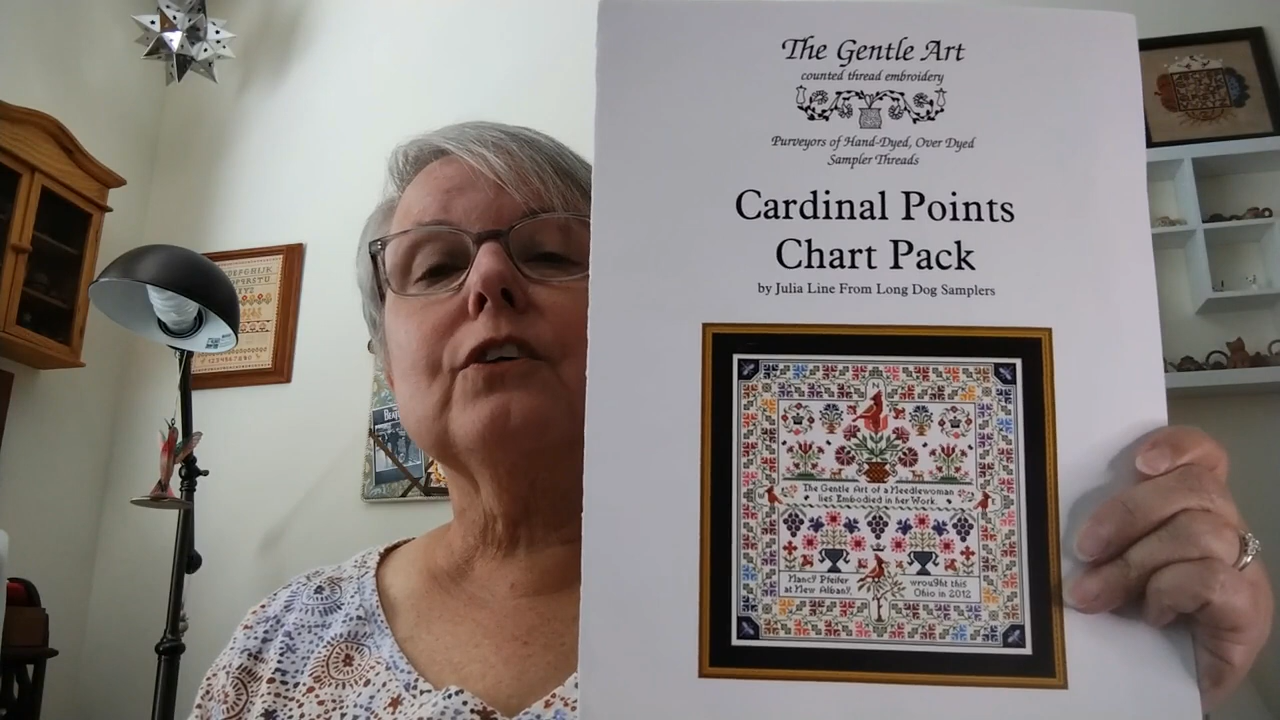 The Gentle Art
counted thread embroidery
Purveyors of Hand-Dyed, Over Dyed
Sampler Threads
Cardinal Points
Chart Pack
by Julia Line From Long Dog Samplers
N
The Gentle Art of a Needlewoman
lies Embodied in her Work.
E
Nancy Pfeifer
at New Albany,
wrought this
Ohio in 2012
BEAT